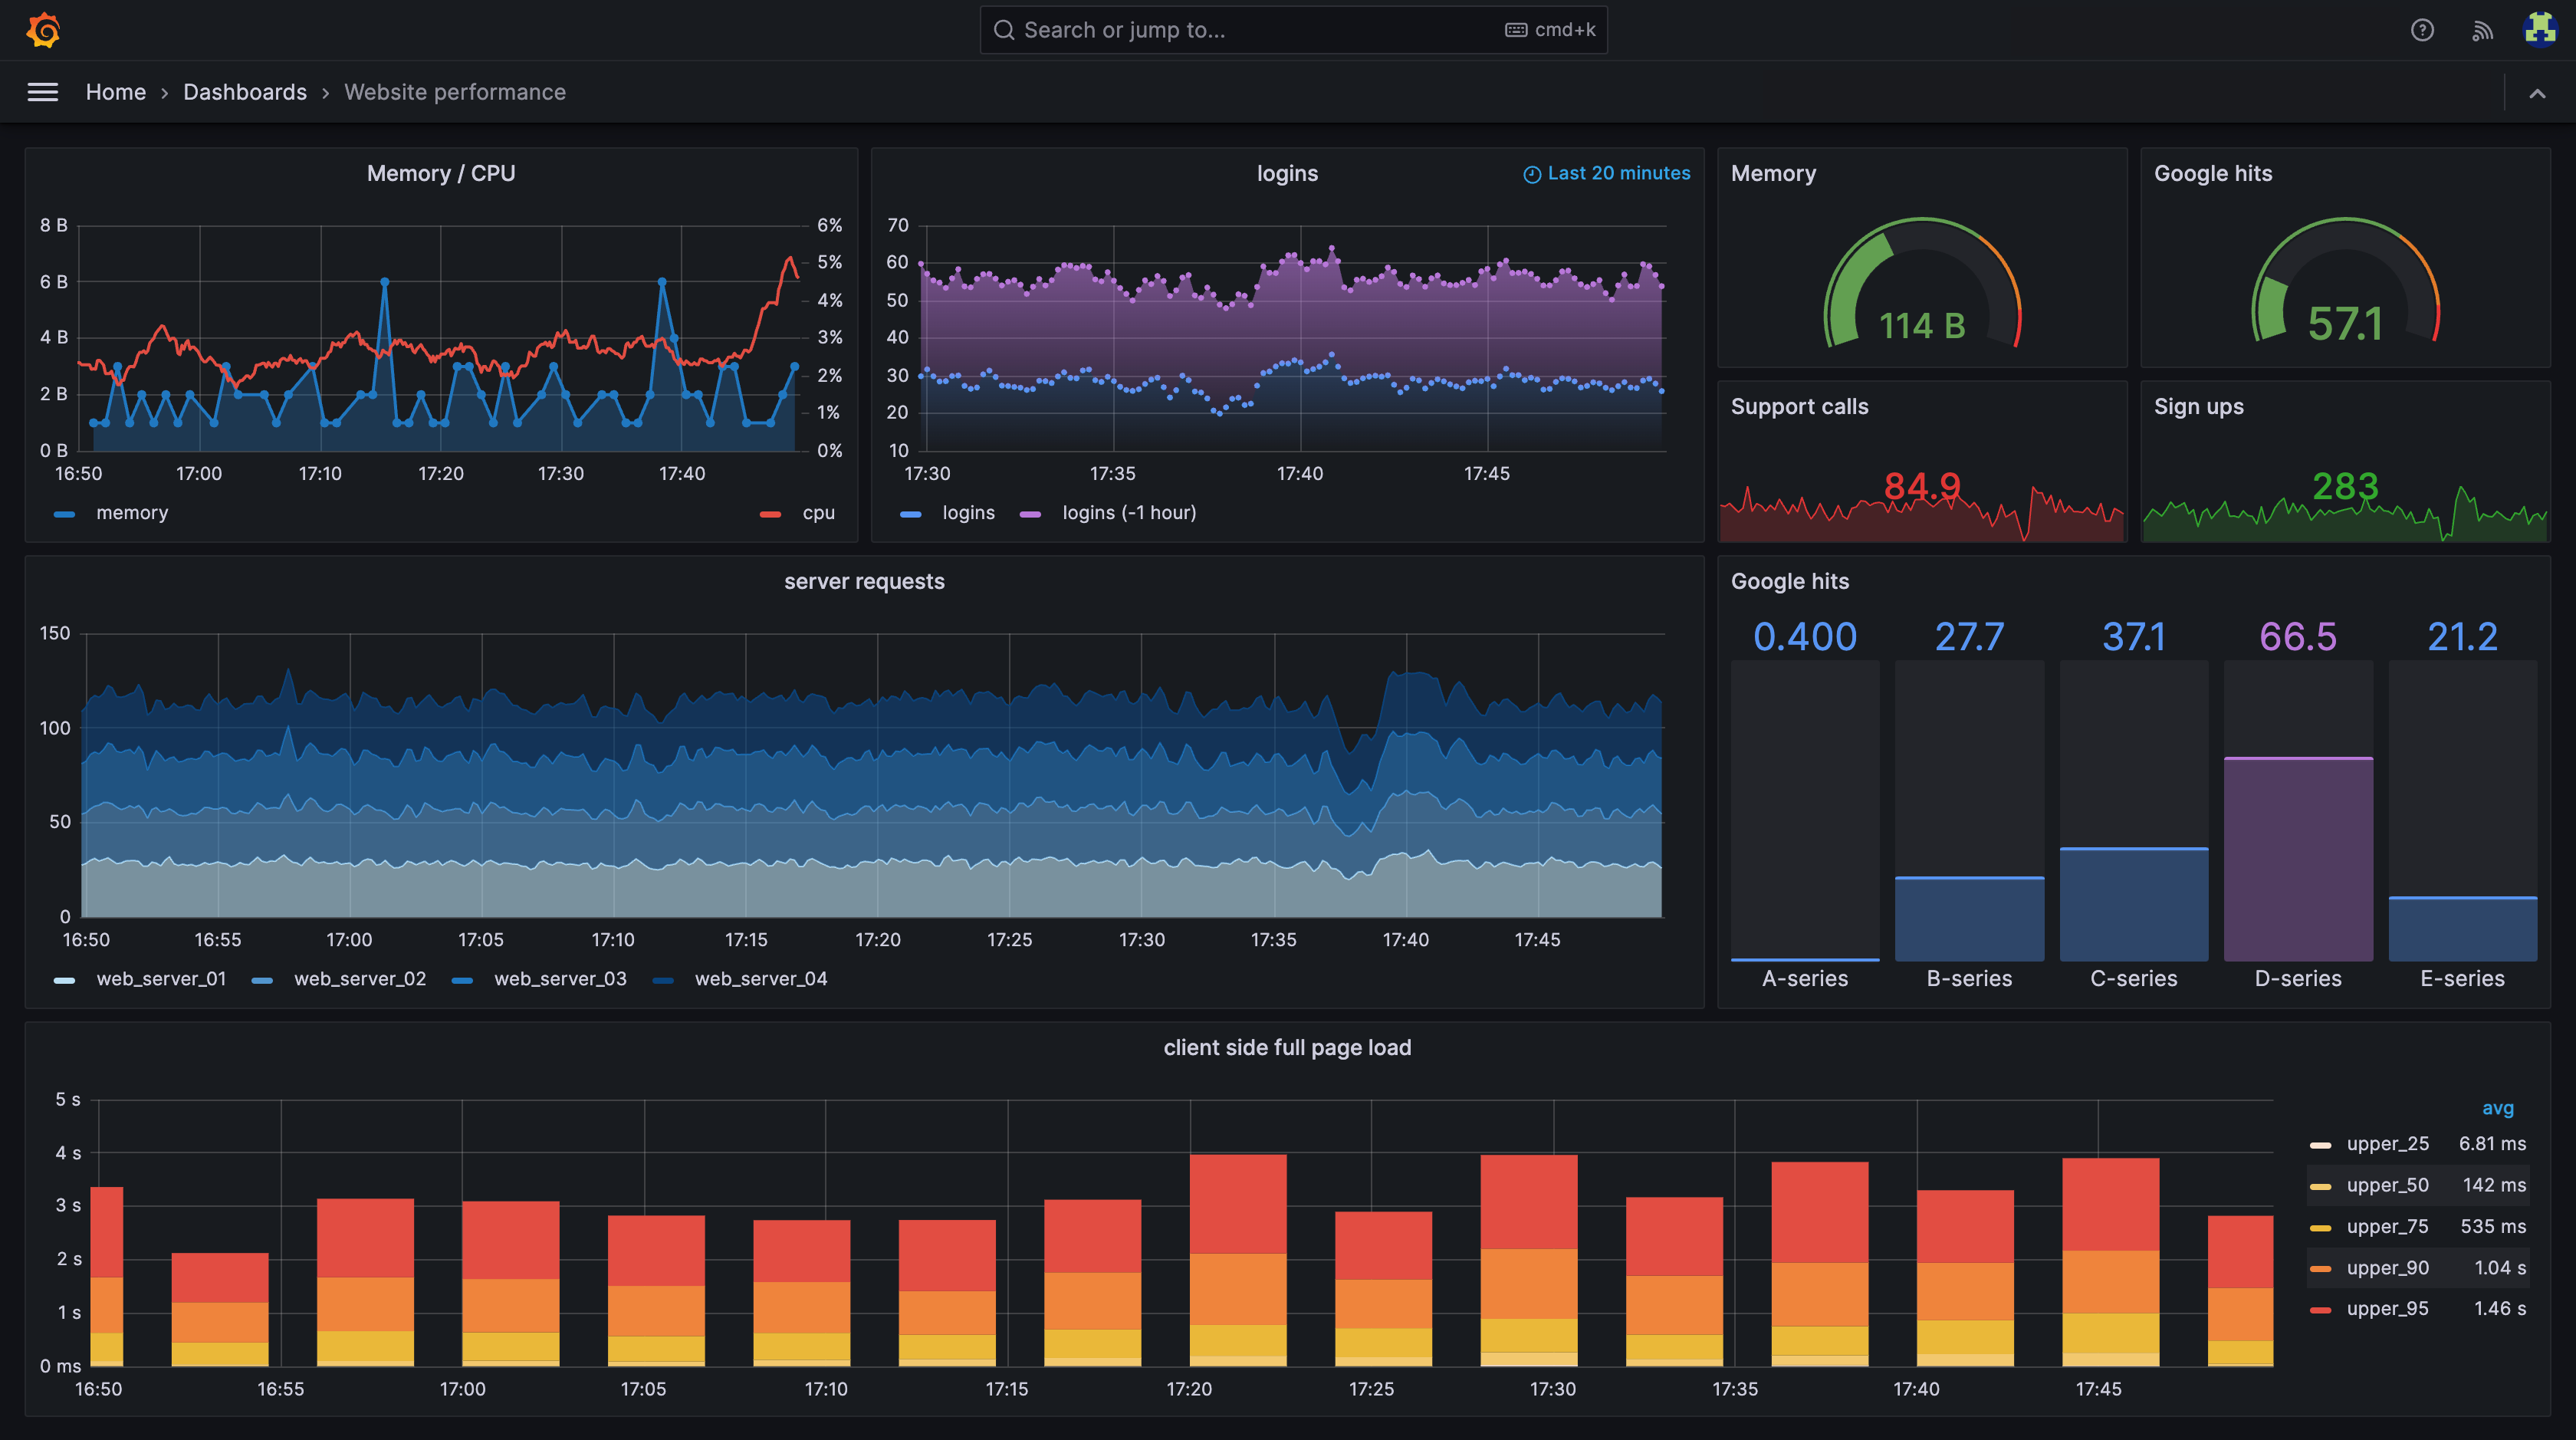 Search or jump to... cmd+k
Home › Dashboards › Website performance
Memory / CPU
8 B
6 B
4 B
2 B
0 B
6%
5%
4%
3%
2%
1%
0%
16:50 17:00 17:10 17:20 17:30 17:40
memory cpu
logins Last 20 minutes
70
60
50
40
30
20
10
17:30 17:35 17:40 17:45
logins logins (-1 hour)
Memory
114 B
Google hits
57.1
Support calls
84.9
Sign ups
283
server requests
150
100
50
0
16:50 16:55 17:00 17:05 17:10 17:15 17:20 17:25 17:30 17:35 17:40 17:45
web_server_01 web_server_02 web_server_03 web_server_04
Google hits
0.400 27.7 37.1 66.5 21.2
A-series B-series C-series D-series E-series
client side full page load
5 s
4 s
3 s
2 s
1 s
0 ms
16:50 16:55 17:00 17:05 17:10 17:15 17:20 17:25 17:30 17:35 17:40 17:45
avg
upper_25 6.81 ms
upper_50 142 ms
upper_75 535 ms
upper_90 1.04 s
upper_95 1.46 s